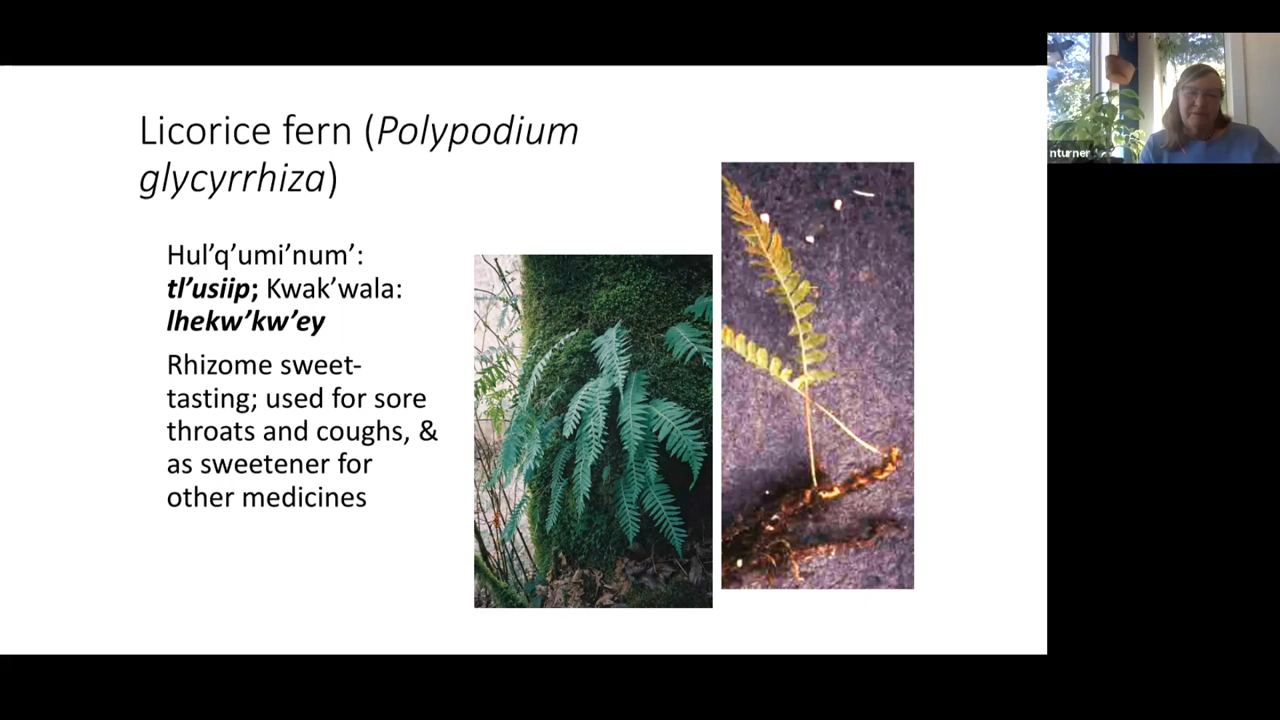 Licorice fern (Polypodium
glycyrrhiza)
Hul’q’umi’num’:
tl’usiip; Kwak’wala:
lhekw’kw’ey
Rhizome sweet-
tasting; used for sore
throats and coughs, &
as sweetener for
other medicines
nturner